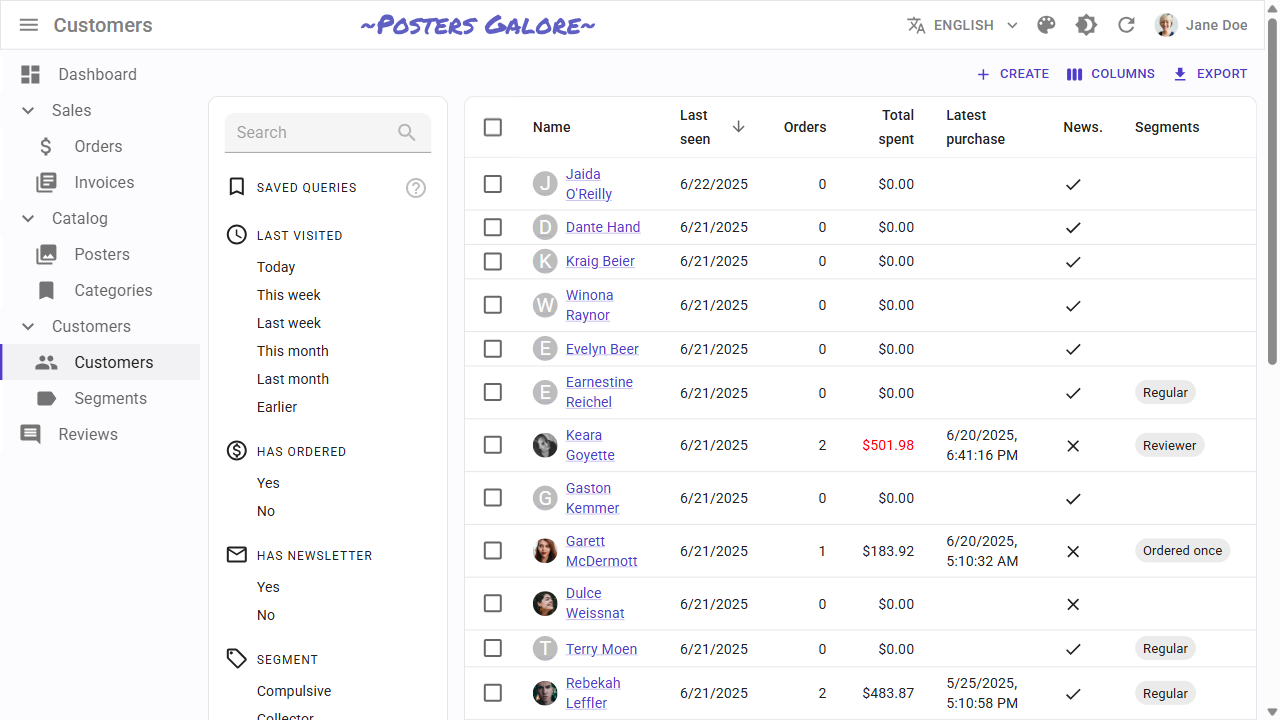 Customers
~Posters Galore~
ENGLISH
Jane Doe
Dashboard
Sales
Orders
Invoices
Catalog
Posters
Categories
Customers
Customers
Segments
Reviews
CREATE
COLUMNS
EXPORT
Search
SAVED QUERIES
LAST VISITED
Today
This week
Last week
This month
Last month
Earlier
HAS ORDERED
Yes
No
HAS NEWSLETTER
Yes
No
SEGMENT
Compulsive
Collector
Name Last seen Orders Total spent Latest purchase News. Segments
J Jaida O'Reilly 6/22/2025 0 $0.00
D Dante Hand 6/21/2025 0 $0.00
K Kraig Beier 6/21/2025 0 $0.00
W Winona Raynor 6/21/2025 0 $0.00
E Evelyn Beer 6/21/2025 0 $0.00
E Earnestine Reichel 6/21/2025 0 $0.00 Regular
Keara Goyette 6/21/2025 2 $501.98 6/20/2025, 6:41:16 PM Reviewer
G Gaston Kemmer 6/21/2025 0 $0.00
Garett McDermott 6/21/2025 1 $183.92 6/20/2025, 5:10:32 AM Ordered once
Dulce Weissnat 6/21/2025 0 $0.00
T Terry Moen 6/21/2025 0 $0.00 Regular
Rebekah Leffler 6/21/2025 2 $483.87 5/25/2025, 5:10:58 PM Regular